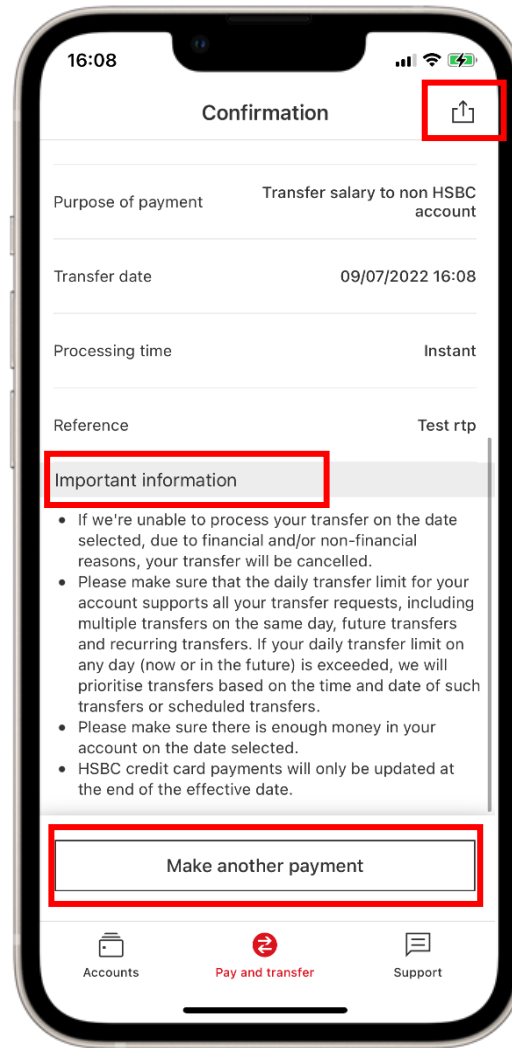 16:08
Confirmation
Purpose of payment Transfer salary to non HSBC
account
Transfer date 09/07/2022 16:08
Processing time Instant
Reference Test rtp
Important information
• If we're unable to process your transfer on the date
selected, due to financial and/or non-financial
reasons, your transfer will be cancelled.
• Please make sure that the daily transfer limit for your
account supports all your transfer requests, including
multiple transfers on the same day, future transfers
and recurring transfers. If your daily transfer limit on
any day (now or in the future) is exceeded, we will
prioritise transfers based on the time and date of such
transfers or scheduled transfers.
• Please make sure there is enough money in your
account on the date selected.
• HSBC credit card payments will only be updated at
the end of the effective date.
Make another payment
Accounts Pay and transfer Support